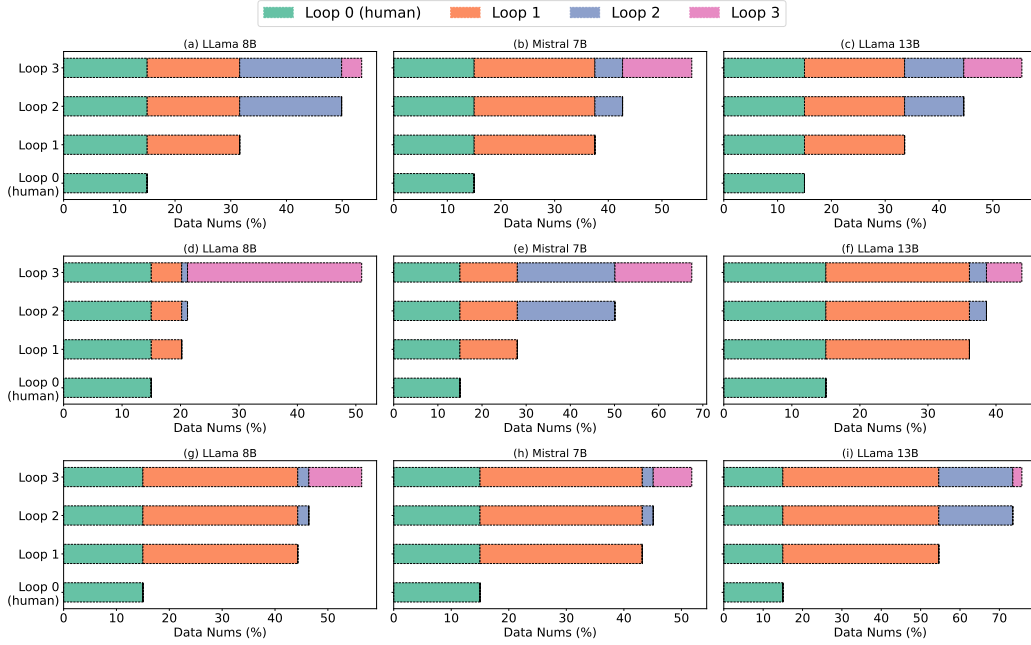 Loop 0 (human) Loop 1 Loop 2 Loop 3
(a) LLama 8B (b) Mistral 7B (c) LLama 13B
Loop 3
Loop 2
Loop 1
Loop 0
(human)
0 10 20 30 40 50 0 10 20 30 40 50 0 10 20 30 40 50
Data Nums (%) Data Nums (%) Data Nums (%)
(d) LLama 8B (e) Mistral 7B (f) LLama 13B
Loop 3
Loop 2
Loop 1
Loop 0
(human)
0 10 20 30 40 50 0 10 20 30 40 50 60 70 0 10 20 30 40
Data Nums (%) Data Nums (%) Data Nums (%)
(g) LLama 8B (h) Mistral 7B (i) LLama 13B
Loop 3
Loop 2
Loop 1
Loop 0
(human)
0 10 20 30 40 50 0 10 20 30 40 50 0 10 20 30 40 50 60 70
Data Nums (%) Data Nums (%) Data Nums (%)